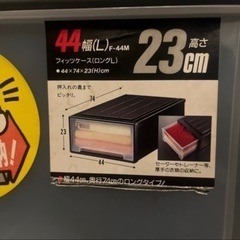 44幅(L) F-44M
フィッツケース(ロングL)
●44×74×23(H)cm
23高さ
cm
押入れの奥まで
ピッタリ。
74
23
44
セーターやトレーナー等、
厚手の衣類の収納に。
幅44cm、奥行74cmのロングタイプ!